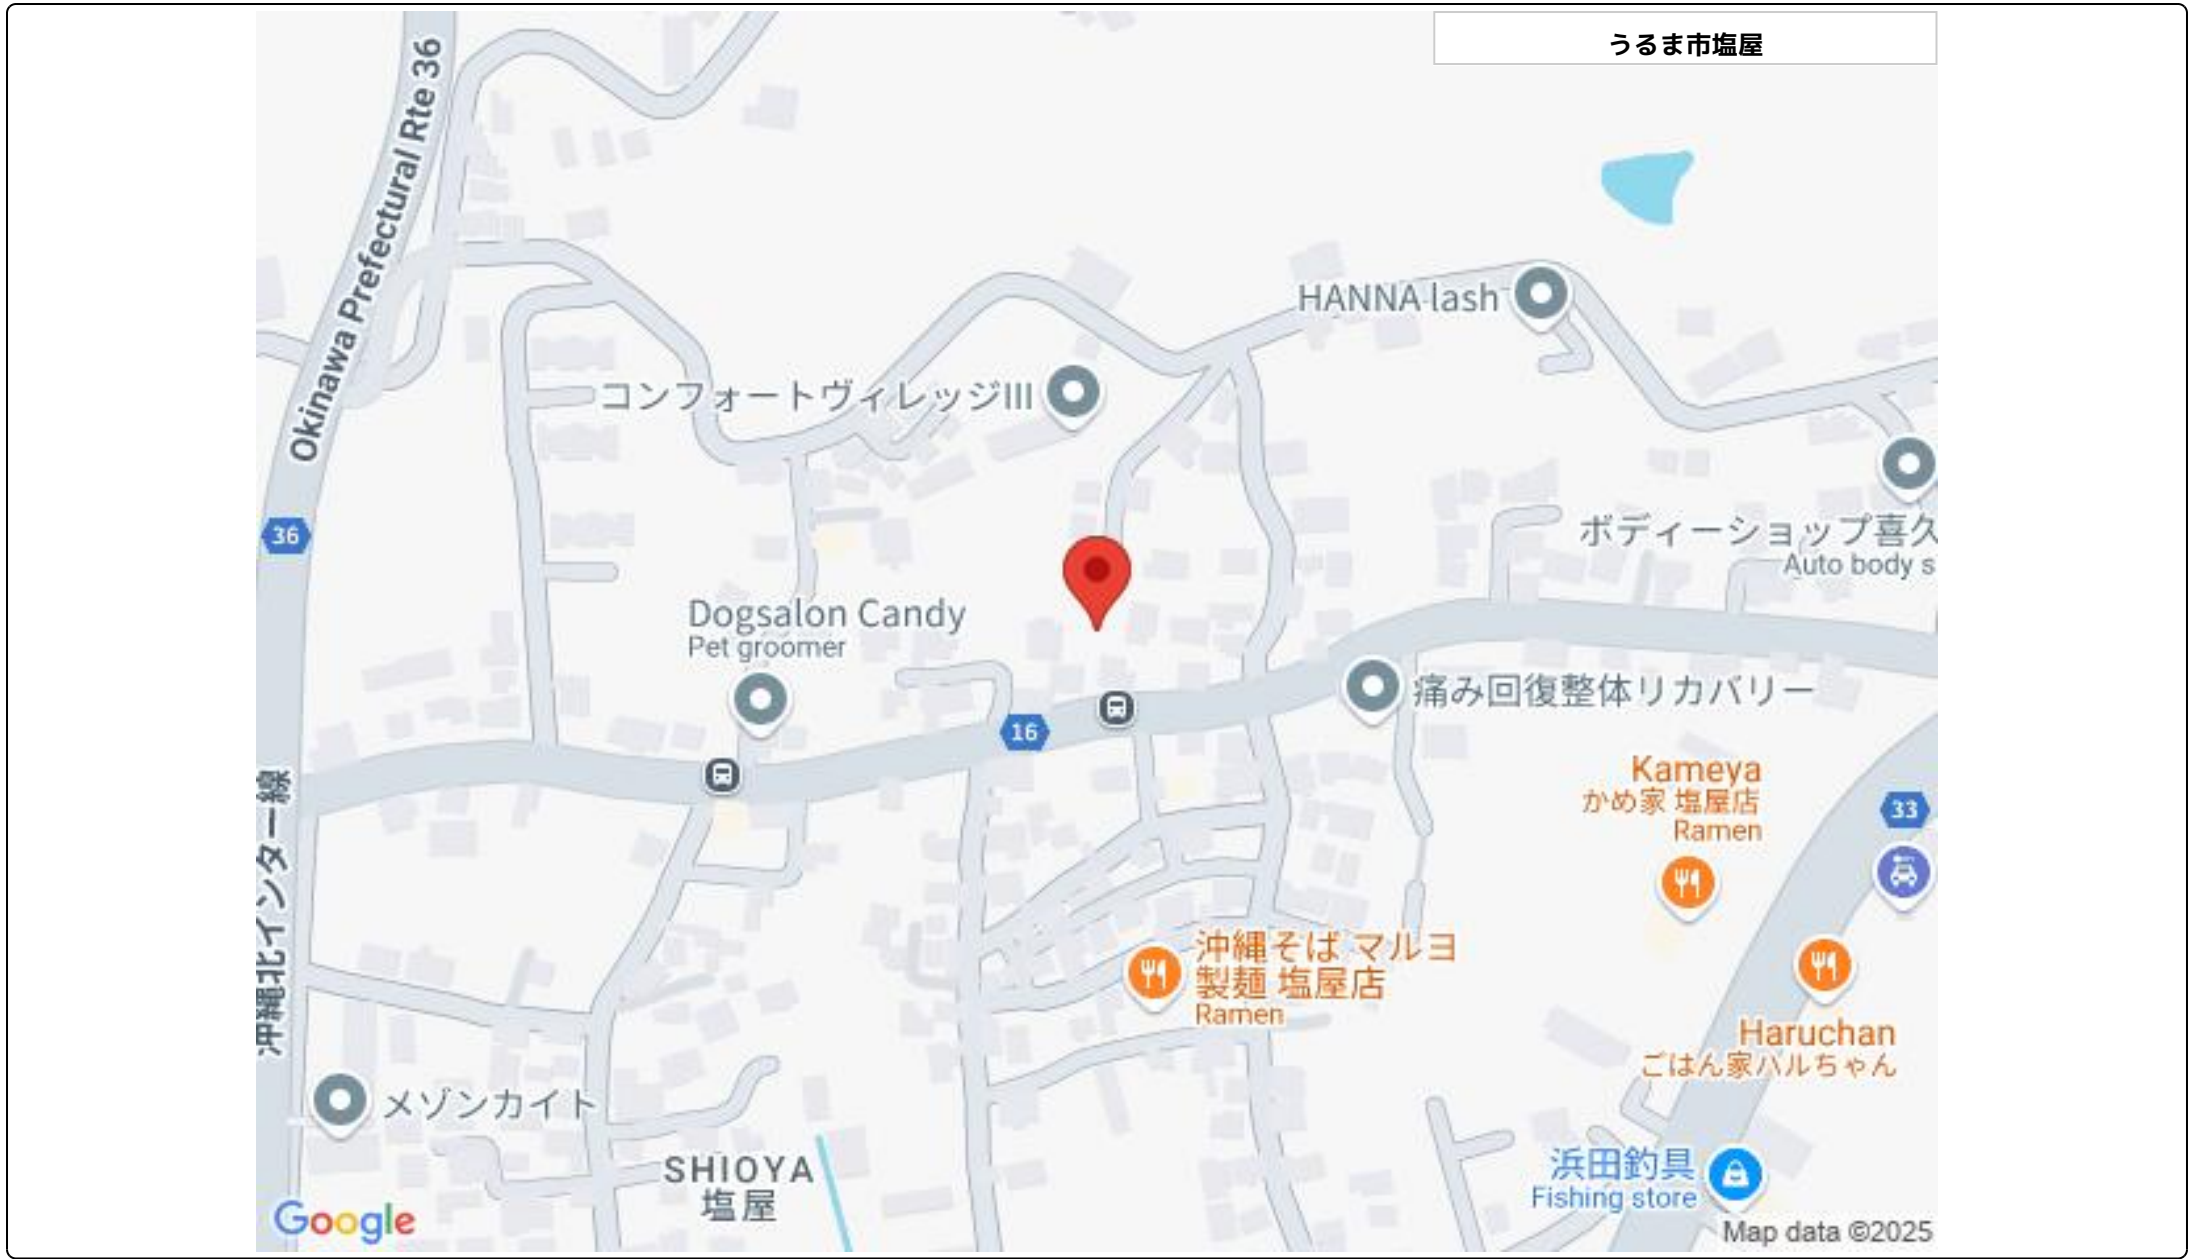 うるま市塩屋
Okinawa Prefectural Rte 36
HANNA lash
コンフォートヴィレッジIII
36
ボディーショップ喜久
Auto body s
Dogsalon Candy
Pet groomer
16
痛み回復整体リカバリー
Kameya
かめ家 塩屋店
Ramen
33
沖縄北インター線
沖縄そば マルヨ
製麺 塩屋店
Ramen
Haruchan
ごはん家ハルちゃん
メゾンカイト
SHIOYA
塩屋
浜田釣具
Fishing store
Google
Map data ©2025